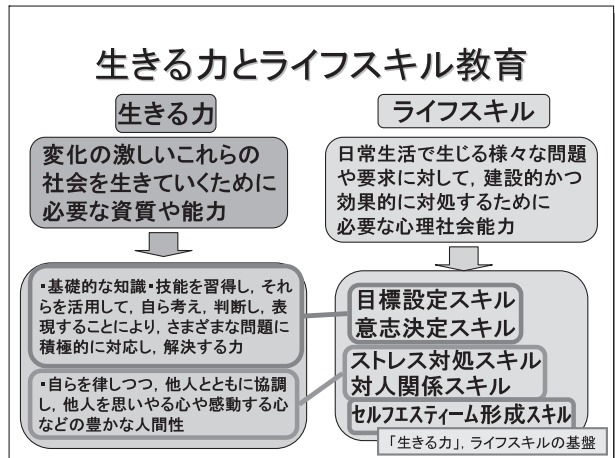 生きる力とライフスキル教育
生きる力
変化の激しいこれらの
社会を生きていくために
必要な資質や能力
・基礎的な知識・技能を習得し，それ
らを活用して，自ら考え，判断し，表
現することにより，さまざまな問題に
積極的に対応し，解決する力
・自らを律しつつ，他人とともに協調
し，他人を思いやる心や感動する心
などの豊かな人間性
ライフスキル
日常生活で生じる様々な問題
や要求に対して，建設的かつ
効果的に対処するために
必要な心理社会能力
目標設定スキル
意志決定スキル
ストレス対処スキル
対人関係スキル
セルフエスティーム形成スキル
「生きる力」，ライフスキルの基盤